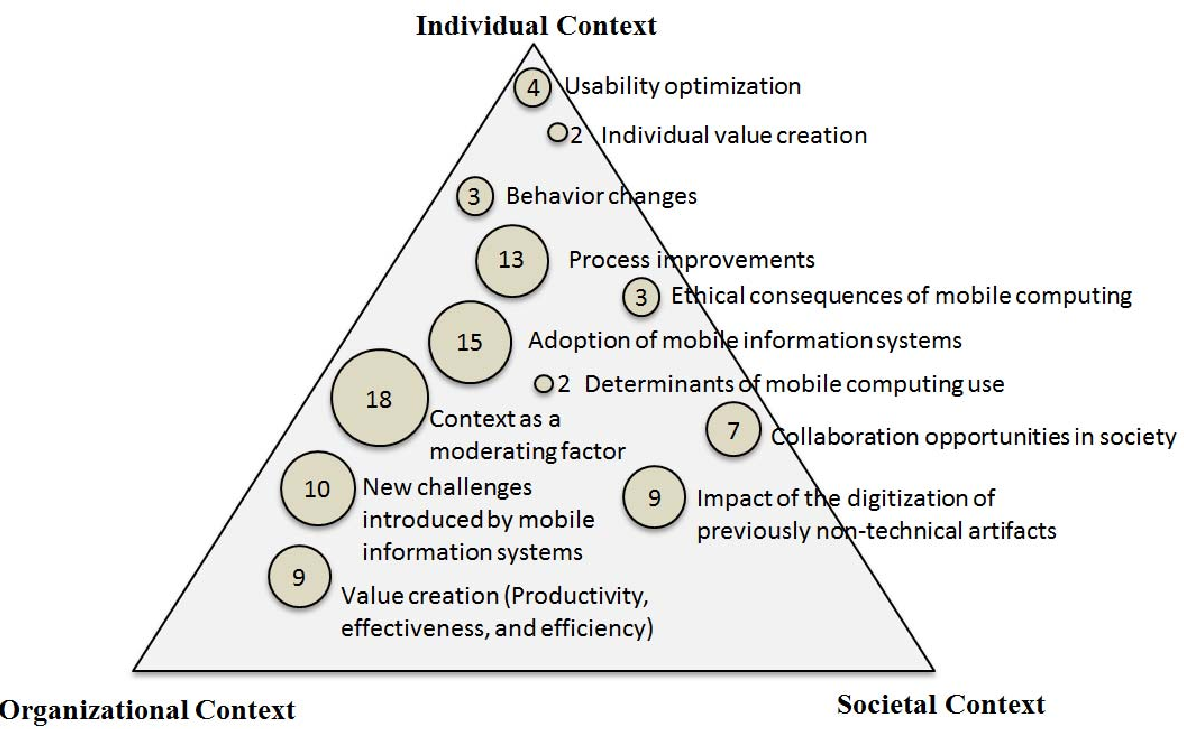 Individual Context
4 Usability optimization
2 Individual value creation
3 Behavior changes
13 Process improvements
3 Ethical consequences of mobile computing
15 Adoption of mobile information systems
2 Determinants of mobile computing use
18 Context as a
moderating factor
7 Collaboration opportunities in society
10 New challenges
introduced by mobile
information systems
9 Impact of the digitization of
previously non-technical artifacts
9 Value creation (Productivity,
effectiveness, and efficiency)
Organizational Context
Societal Context